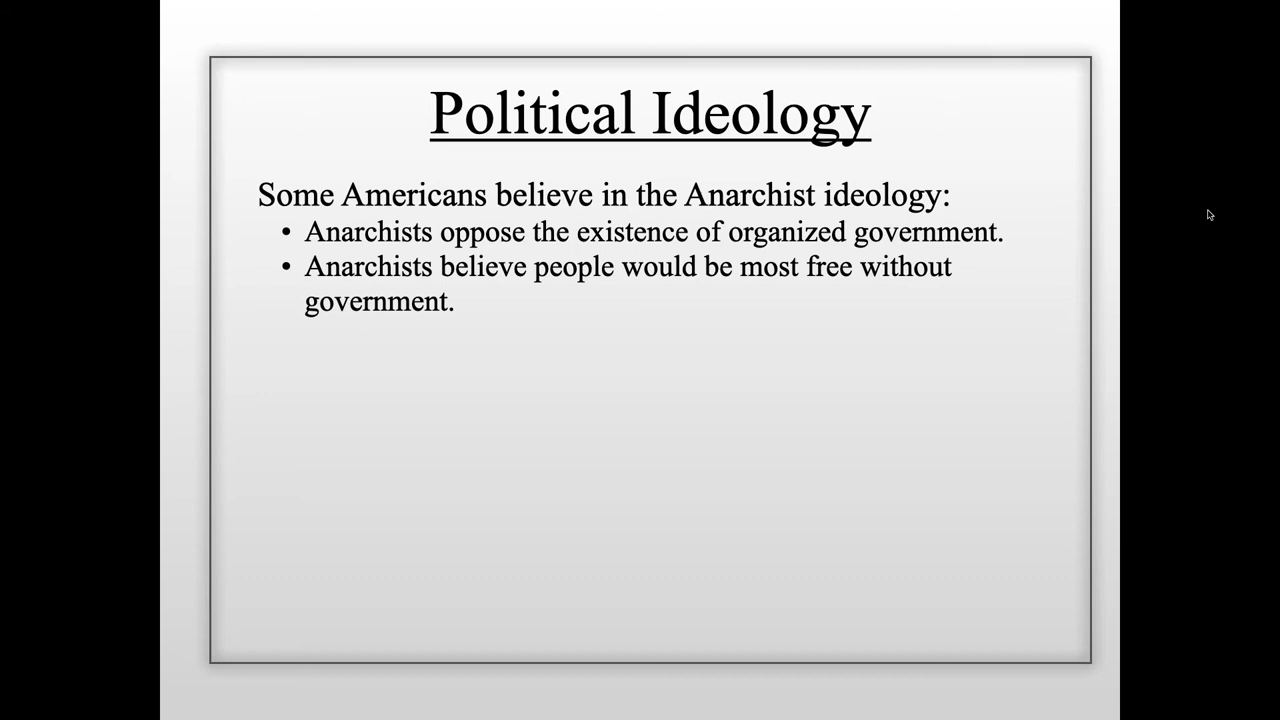 Political Ideology
Some Americans believe in the Anarchist ideology:
• Anarchists oppose the existence of organized government.
• Anarchists believe people would be most free without
government.